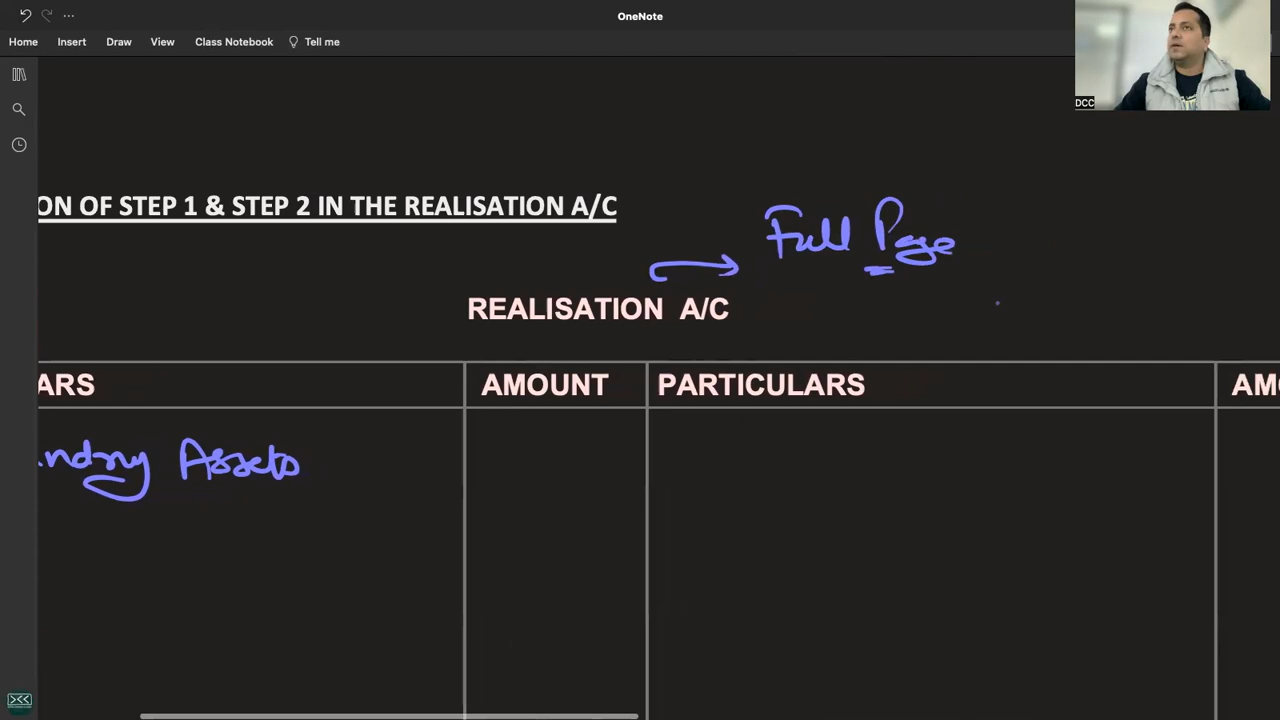 OneNote
Home Insert Draw View Class Notebook Tell me
DCC
ON OF STEP 1 & STEP 2 IN THE REALISATION A/C
Full Page
REALISATION A/C
ARS AMOUNT PARTICULARS AMO
ndry Assets